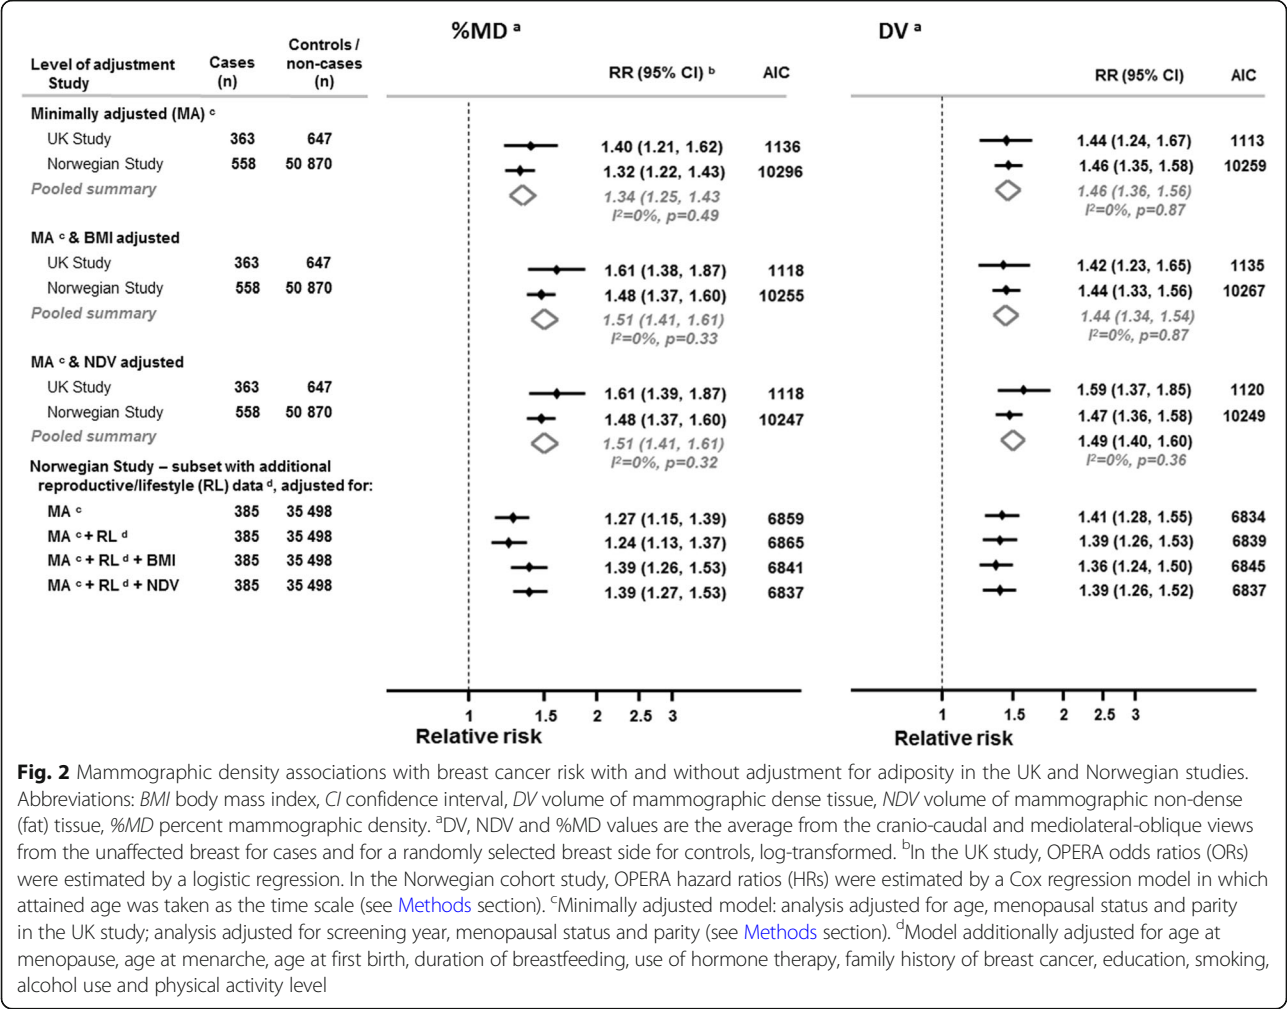 %MD a DV a
Level of adjustment Study Cases (n) Controls / non-cases (n) RR (95% CI) b AIC RR (95% CI) AIC
Minimally adjusted (MA) c
UK Study 363 647 1.40 (1.21, 1.62) 1136 1.44 (1.24, 1.67) 1113
Norwegian Study 558 50 870 1.32 (1.22, 1.43) 10296 1.46 (1.35, 1.58) 10259
Pooled summary 1.34 (1.25, 1.43 1.46 (1.36, 1.56)
I²=0%, p=0.49 I²=0%, p=0.87
MA c & BMI adjusted
UK Study 363 647 1.61 (1.38, 1.87) 1118 1.42 (1.23, 1.65) 1135
Norwegian Study 558 50 870 1.48 (1.37, 1.60) 10255 1.44 (1.33, 1.56) 10267
Pooled summary 1.51 (1.41, 1.61) 1.44 (1.34, 1.54)
I²=0%, p=0.33 I²=0%, p=0.87
MA c & NDV adjusted
UK Study 363 647 1.61 (1.39, 1.87) 1118 1.59 (1.37, 1.85) 1120
Norwegian Study 558 50 870 1.48 (1.37, 1.60) 10247 1.47 (1.36, 1.58) 10249
Pooled summary 1.51 (1.41, 1.61) 1.49 (1.40, 1.60)
I²=0%, p=0.32 I²=0%, p=0.36
Norwegian Study – subset with additional
reproductive/lifestyle (RL) data d, adjusted for:
MA c 385 35 498 1.27 (1.15, 1.39) 6859 1.41 (1.28, 1.55) 6834
MA c + RL d 385 35 498 1.24 (1.13, 1.37) 6865 1.39 (1.26, 1.53) 6839
MA c + RL d + BMI 385 35 498 1.39 (1.26, 1.53) 6841 1.36 (1.24, 1.50) 6845
MA c + RL d + NDV 385 35 498 1.39 (1.27, 1.53) 6837 1.39 (1.26, 1.52) 6837
1 1.5 2 2.5 3 1 1.5 2 2.5 3
Relative risk Relative risk
Fig. 2 Mammographic density associations with breast cancer risk with and without adjustment for adiposity in the UK and Norwegian studies.
Abbreviations: BMI body mass index, CI confidence interval, DV volume of mammographic dense tissue, NDV volume of mammographic non-dense
(fat) tissue, %MD percent mammographic density. aDV, NDV and %MD values are the average from the cranio-caudal and mediolateral-oblique views
from the unaffected breast for cases and for a randomly selected breast side for controls, log-transformed. bIn the UK study, OPERA odds ratios (ORs)
were estimated by a logistic regression. In the Norwegian cohort study, OPERA hazard ratios (HRs) were estimated by a Cox regression model in which
attained age was taken as the time scale (see Methods section). cMinimally adjusted model: analysis adjusted for age, menopausal status and parity
in the UK study; analysis adjusted for screening year, menopausal status and parity (see Methods section). dModel additionally adjusted for age at
menopause, age at menarche, age at first birth, duration of breastfeeding, use of hormone therapy, family history of breast cancer, education, smoking,
alcohol use and physical activity level